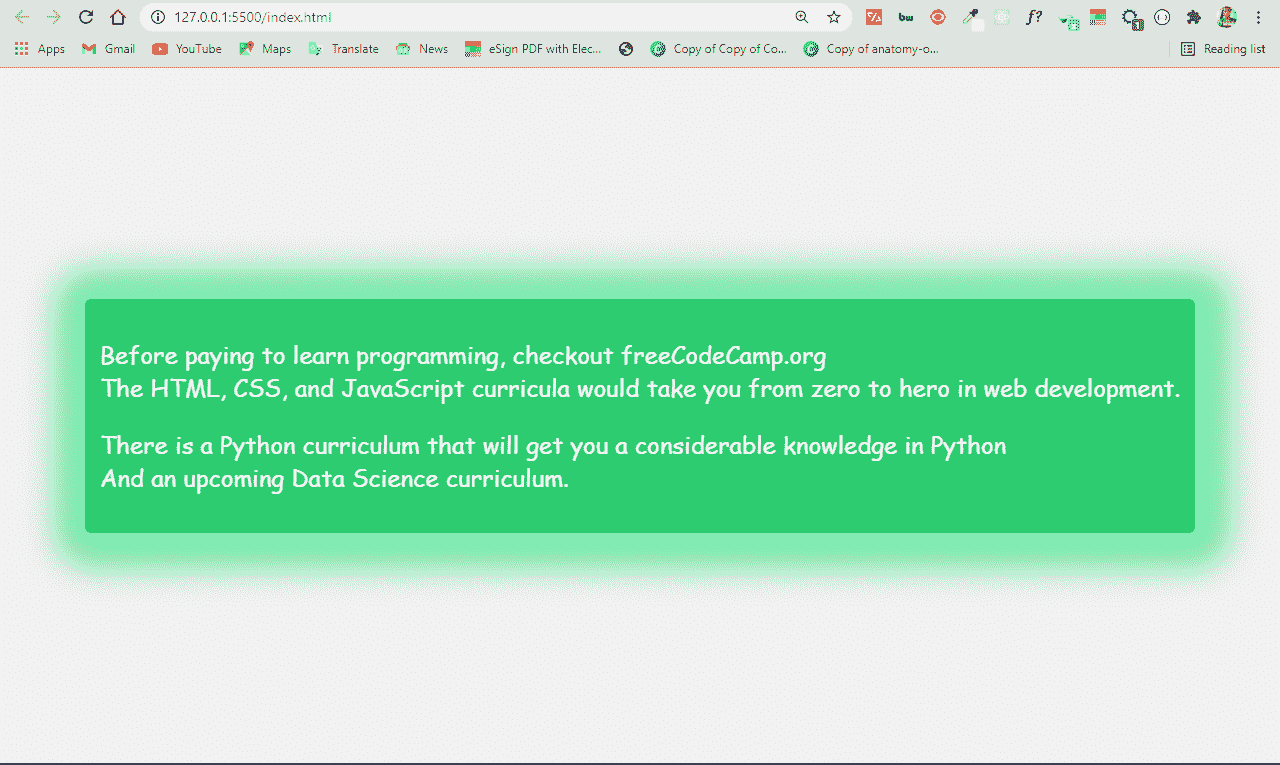 127.0.0.1:5500/index.html
bw
f?
Apps
Gmail
YouTube
Maps
Translate
News
eSign PDF with Elec...
Copy of Copy of Co...
Copy of anatomy-o...
Reading list
Before paying to learn programming, checkout freeCodeCamp.org
The HTML, CSS, and JavaScript curricula would take you from zero to hero in web development.
There is a Python curriculum that will get you a considerable knowledge in Python
And an upcoming Data Science curriculum.